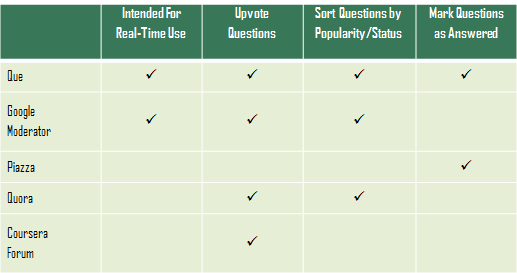 Intended For
Real-Time Use
Upvote
Questions
Sort Questions by
Popularity/Status
Mark Questions
as Answered
Que ✓ ✓ ✓ ✓
Google
Moderator ✓ ✓ ✓
Piazza ✓
Quora ✓ ✓
Coursera
Forum ✓